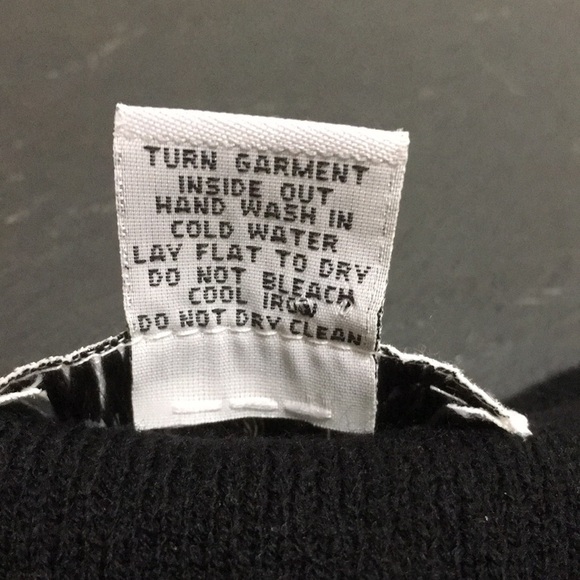 TURN GARMENT
INSIDE OUT
HAND WASH IN
COLD WATER
LAY FLAT TO DRY
DO NOT BLEACH
COOL IRON
DO NOT DRY CLEAN